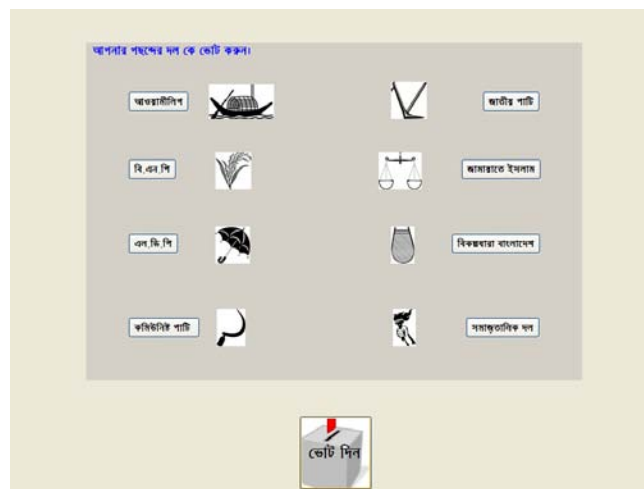 আপনার পছন্দের দল কে ভোট করুন।
আওয়ামীলিগ
জাতীয় পাটি
বি.এন.পি
জামায়াতে ইসলাম
এল.ডি.পি
বিকল্পধারা বাংলাদেশ
কমিউনিষ্ট পাটি
সমাজতান্ত্রিক দল
ভোট দিন